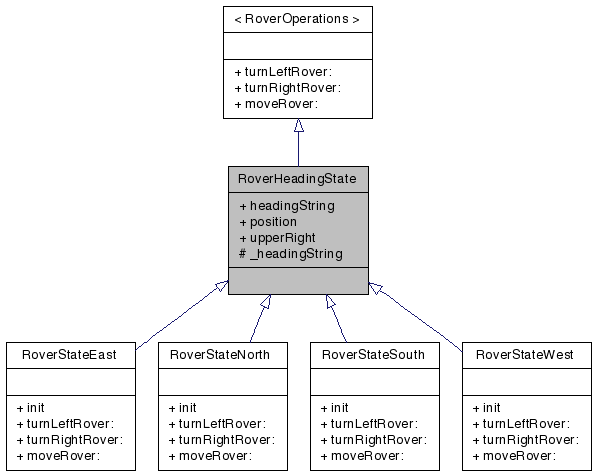 < RoverOperations >
+ turnLeftRover:
+ turnRightRover:
+ moveRover:
RoverHeadingState
+ headingString
+ position
+ upperRight
# _headingString
RoverStateEast
+ init
+ turnLeftRover:
+ turnRightRover:
+ moveRover:
RoverStateNorth
+ init
+ turnLeftRover:
+ turnRightRover:
+ moveRover:
RoverStateSouth
+ init
+ turnLeftRover:
+ turnRightRover:
+ moveRover:
RoverStateWest
+ init
+ turnLeftRover:
+ turnRightRover:
+ moveRover: